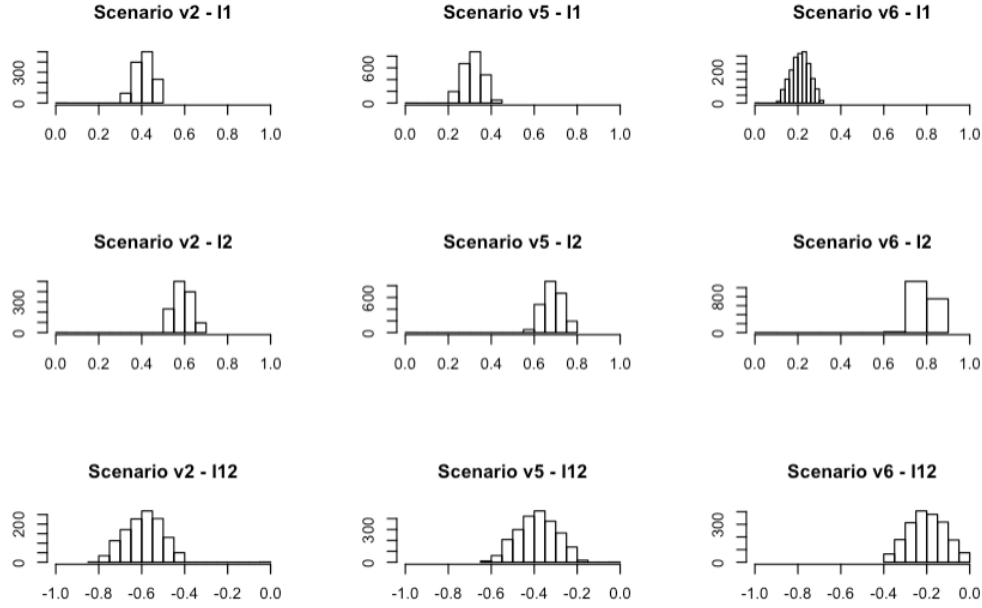 Scenario v2 - I1
Scenario v5 - I1
Scenario v6 - I1
0 300
0 600
0 200
0.0 0.2 0.4 0.6 0.8 1.0
0.0 0.2 0.4 0.6 0.8 1.0
0.0 0.2 0.4 0.6 0.8 1.0
Scenario v2 - I2
Scenario v5 - I2
Scenario v6 - I2
0 300
0 600
0 800
0.0 0.2 0.4 0.6 0.8 1.0
0.0 0.2 0.4 0.6 0.8 1.0
0.0 0.2 0.4 0.6 0.8 1.0
Scenario v2 - I12
Scenario v5 - I12
Scenario v6 - I12
0 200
0 300
0 300
-1.0 -0.8 -0.6 -0.4 -0.2 0.0
-1.0 -0.8 -0.6 -0.4 -0.2 0.0
-1.0 -0.8 -0.6 -0.4 -0.2 0.0